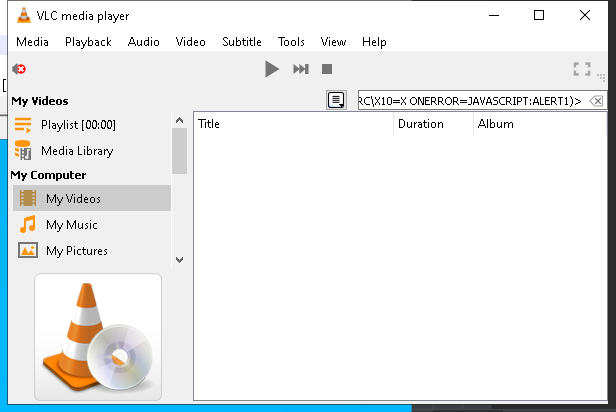 VLC media player
Media Playback Audio Video Subtitle Tools View Help
My Videos
RC\X10=X ONERROR=JAVASCRIPT:ALERT1)>
Playlist [00:00]
Title Duration Album
Media Library
My Computer
My Videos
My Music
My Pictures